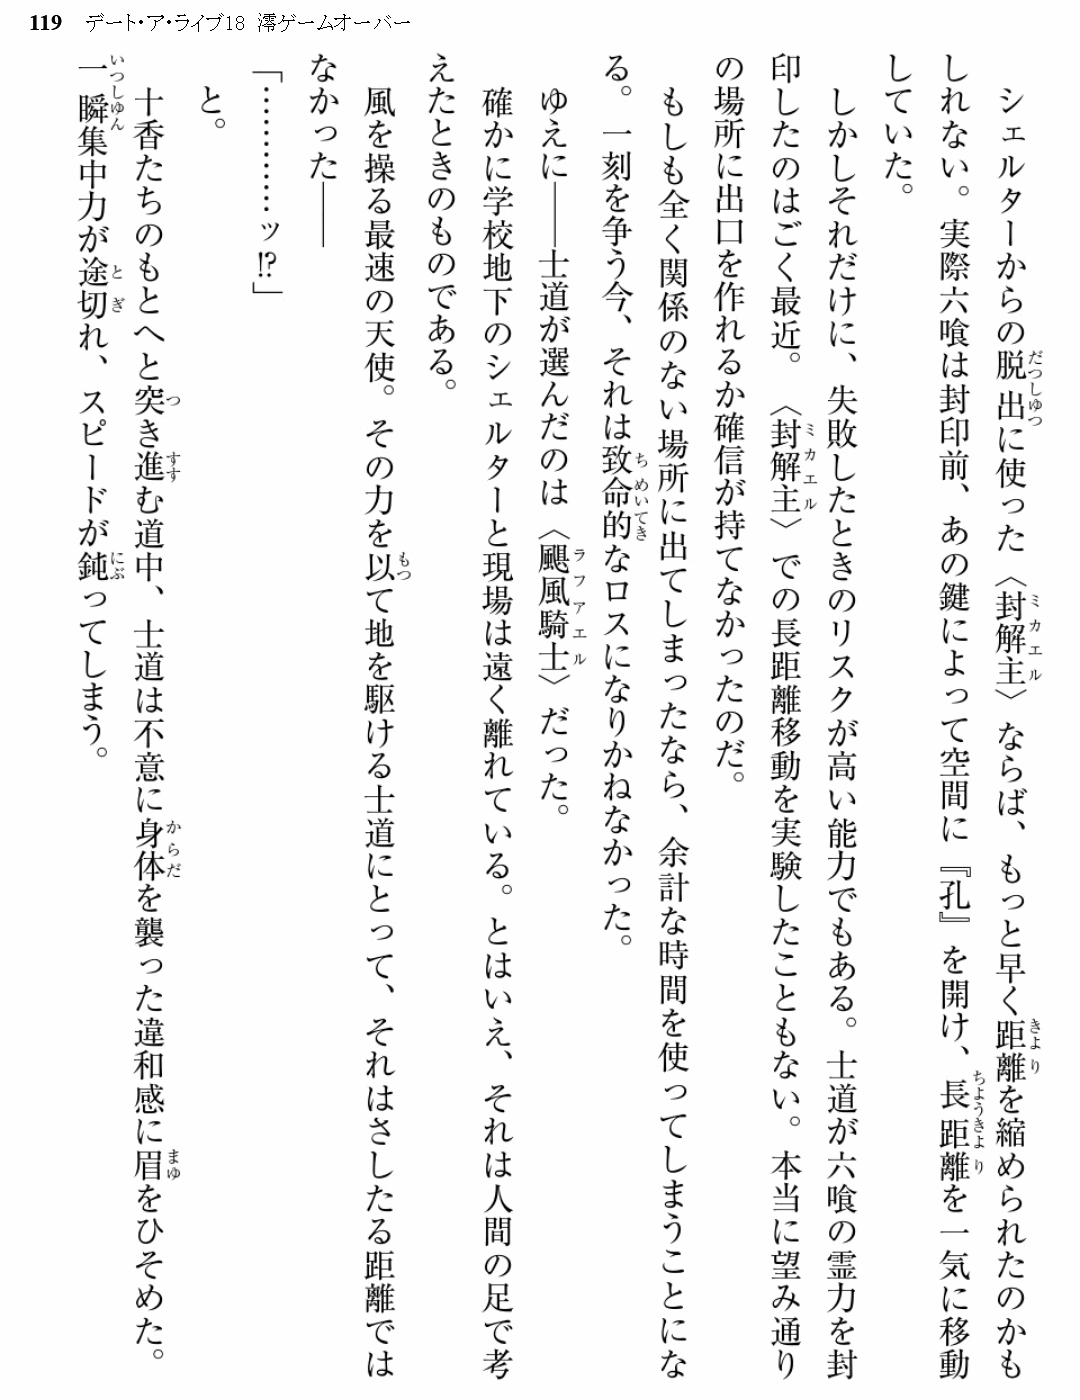 119 デート・ア・ライブ18 澪ゲームオーバー
シェルターからの脱出に使った〈封解主〉ならば、もっと早く距離を縮められたのかも
しれない。実際六喰は封印前、あの鍵によって空間に『孔』を開け、長距離を一気に移動
していた。
しかしそれだけに、失敗したときのリスクが高い能力でもある。士道が六喰の霊力を封
印したのはごく最近。〈封解主〉での長距離移動を実験したこともない。本当に望み通り
の場所に出口を作れるか確信が持てなかったのだ。
もしも全く関係のない場所に出てしまったなら、余計な時間を使ってしまうことにな
る。一刻を争う今、それは致命的なロスになりかねなかった。
ゆえに――士道が選んだのは〈颶風騎士〉だった。
確かに学校地下のシェルターと現場は遠く離れている。とはいえ、それは人間の足で考
えたときのものである。
風を操る最速の天使。その力を以て地を駆ける士道にとって、それはさしたる距離では
なかった――
「…………ッ!?」
と。
十香たちのもとへと突き進む道中、士道は不意に身体を襲った違和感に眉をひそめた。
一瞬集中力が途切れ、スピードが鈍ってしまう。